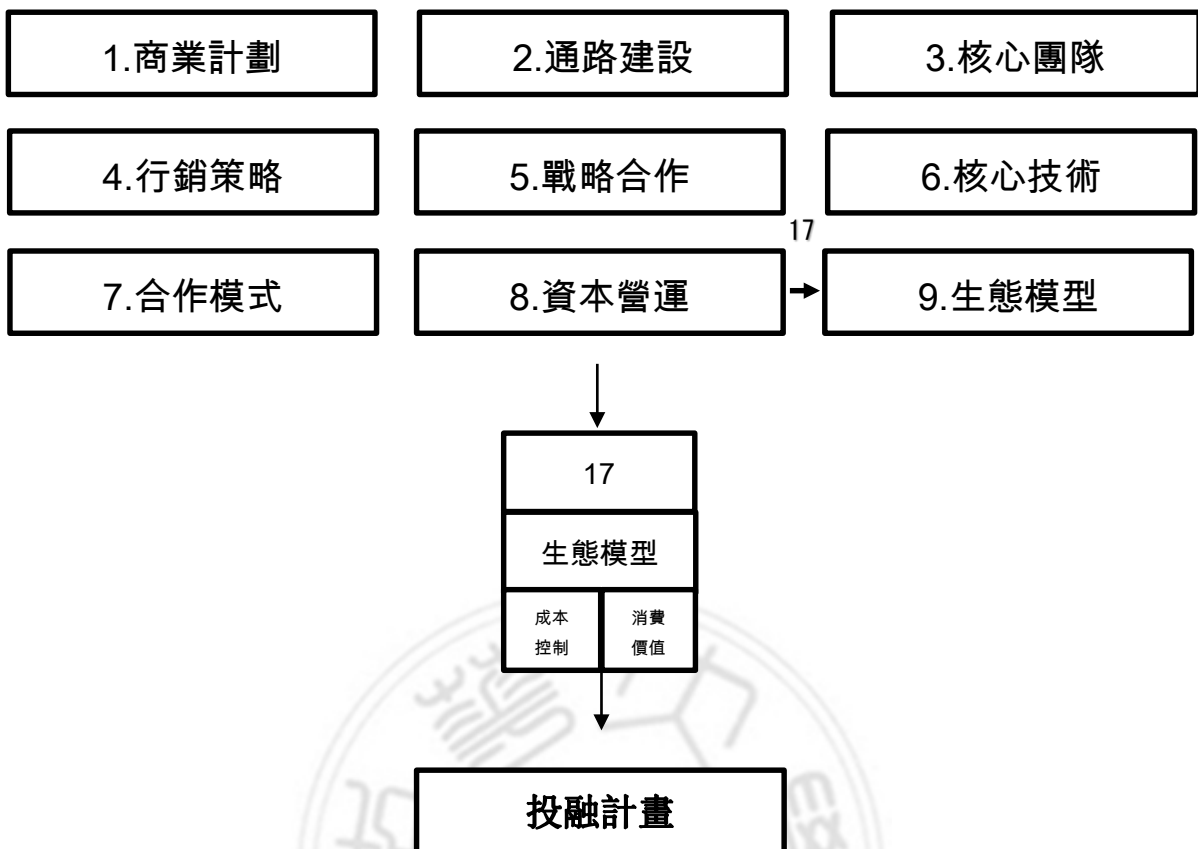 1.商業計劃
2.通路建設
3.核心團隊
4.行銷策略
5.戰略合作
6.核心技術
17
7.合作模式
8.資本營運
9.生態模型
17
生態模型
成本
控制
消費
價值
投融計畫